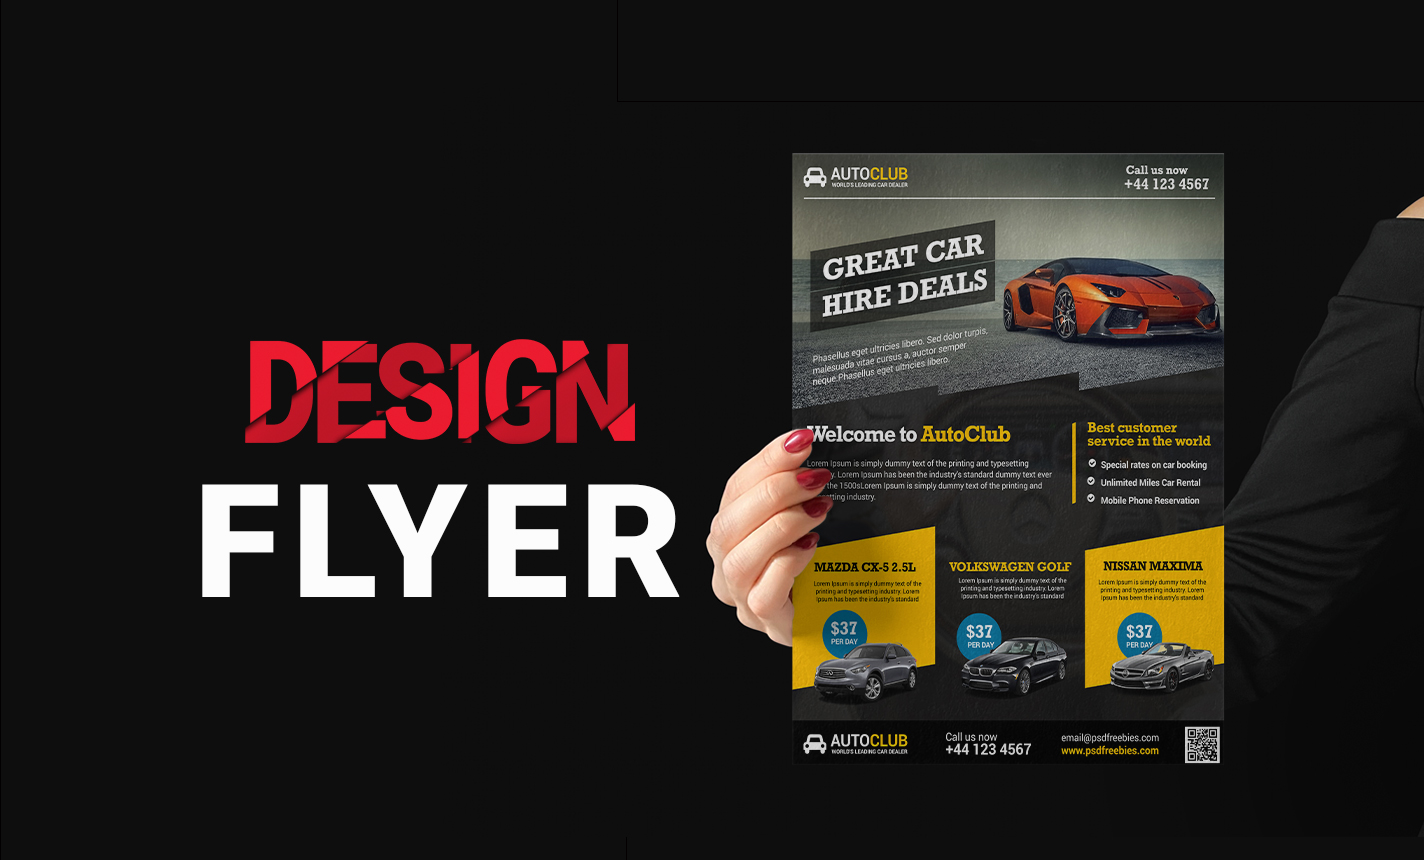 DESIGN
FLYER
AUTOCLUB
WORLD'S LEADING CAR DEALER
Call us now
+44 123 4567
GREAT CAR
HIRE DEALS
Phasellus eget ultricies libero. Sed dolor turpis,
malesuada vitae cursus a, auctor semper
neque.Phasellus eget ultricies libero.
Welcome to AutoClub
Lorem Ipsum is simply dummy text of the printing and typesetting
Lorem Ipsum has been the industry's standard dummy text ever
the 1500sLorem Ipsum is simply dummy text of the printing and
industry.
Best customer
service in the world
Special rates on car booking
Unlimited Miles Car Rental
Mobile Phone Reservation
MAZDA CX-5 2.5L
Lorem Ipsum is simply dummy text of the
printing and typesetting industry. Lorem
Ipsum has been the industry's standard
$37
PER DAY
VOLKSWAGEN GOLF
Lorem Ipsum is simply dummy text of the
printing and typesetting industry. Lorem
Ipsum has been the industry's standard
$37
PER DAY
NISSAN MAXIMA
Lorem Ipsum is simply dummy text of the
printing and typesetting industry. Lorem
Ipsum has been the industry's standard
$37
PER DAY
AUTOCLUB
WORLD'S LEADING CAR DEALER
Call us now
+44 123 4567
email@psdfreebies.com
www.psdfreebies.com